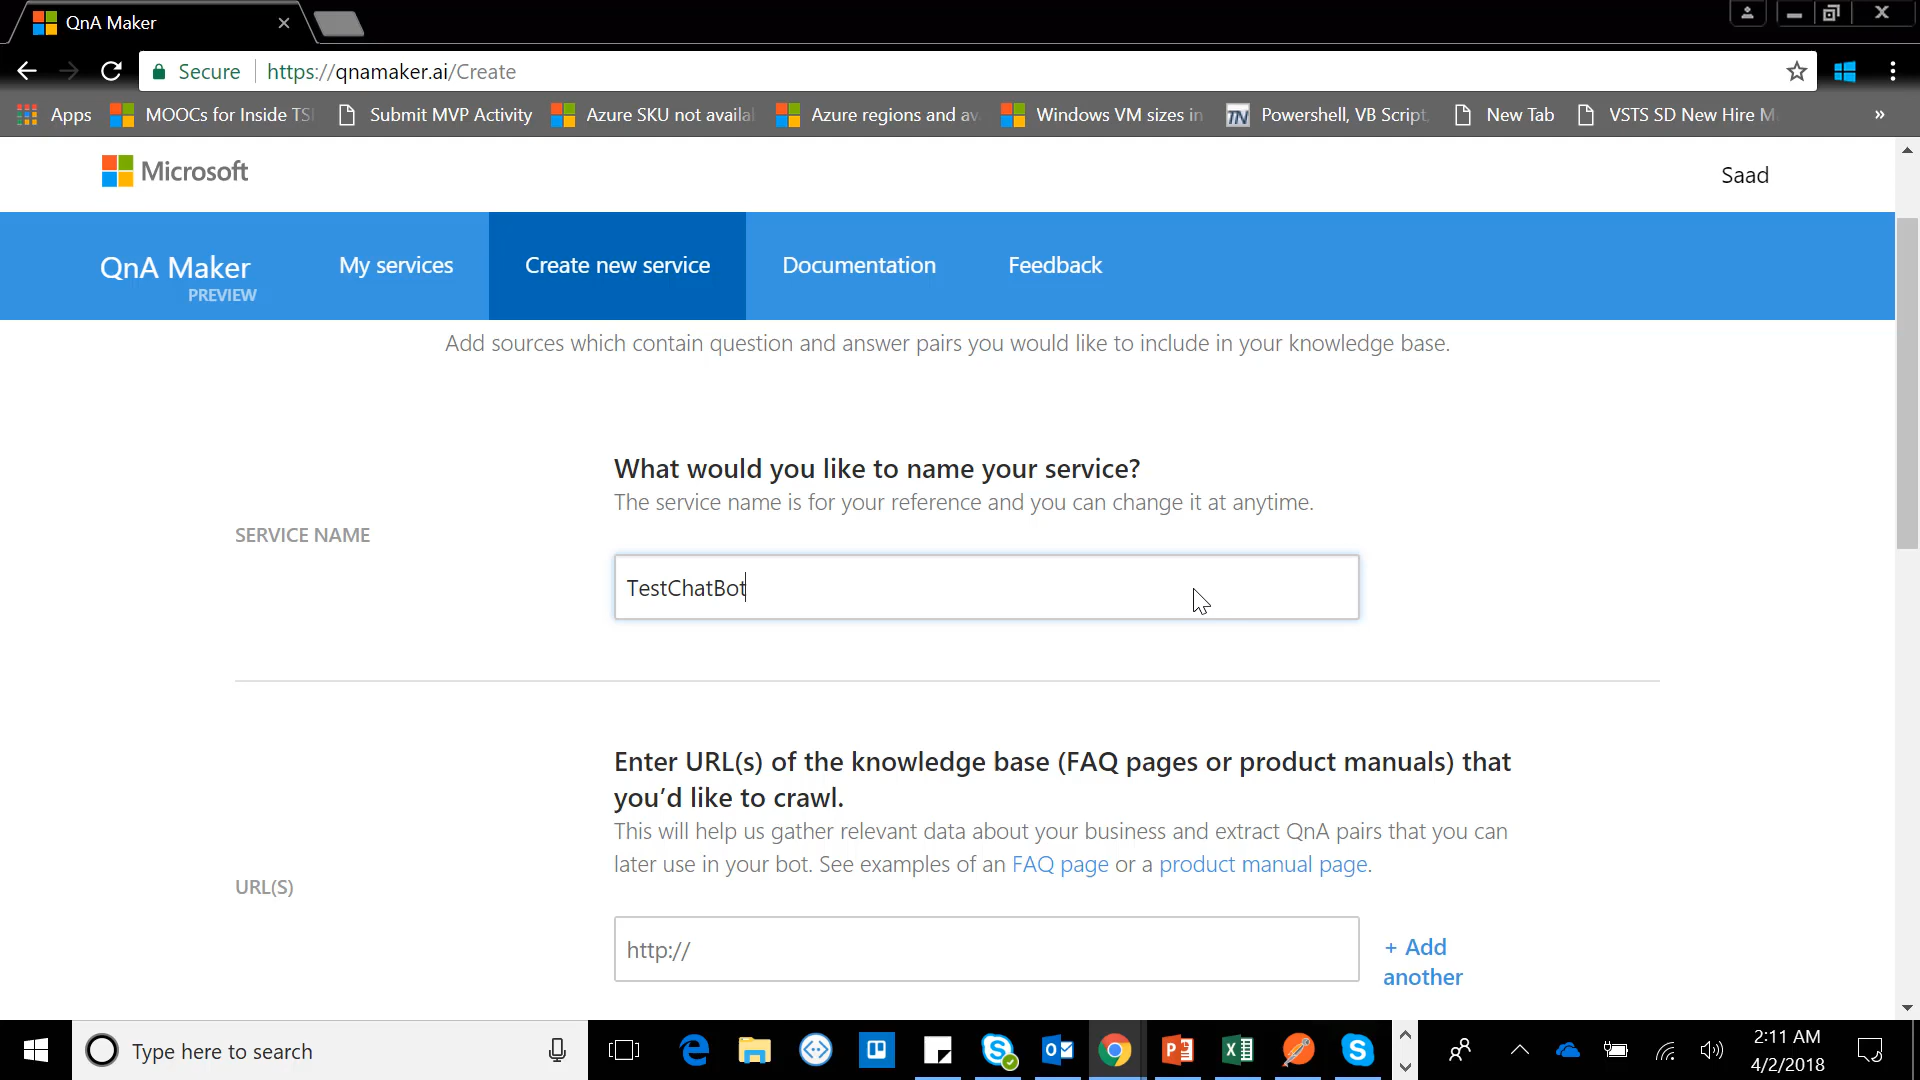 QnA Maker
Secure https://qnamaker.ai/Create
Apps MOOCs for Inside Submit MVP Activity Azure SKU not Azure regions and Windows VM sizes Powershell, VB Script, New Tab VSTS SD New Hire »
Microsoft
Saad
QnA Maker
PREVIEW
My services Create new service Documentation Feedback
Add sources which contain question and answer pairs you would like to include in your knowledge base.
What would you like to name your service?
The service name is for your reference and you can change it at anytime.
SERVICE NAME
TestChatBot
Enter URL(s) of the knowledge base (FAQ pages or product manuals) that
you’d like to crawl.
This will help us gather relevant data about your business and extract QnA pairs that you can
later use in your bot. See examples of an FAQ page or a product manual page.
URL(S)
http://
+ Add
another
Type here to search
2:11 AM
4/2/2018